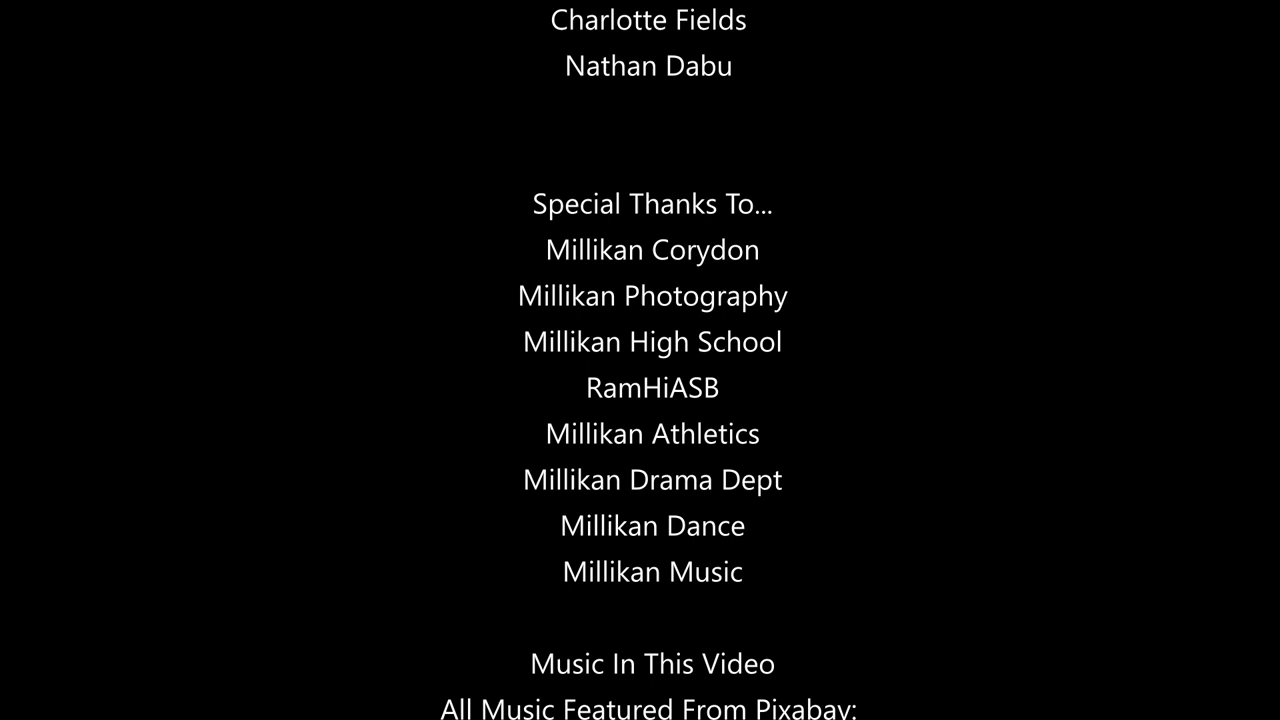 Charlotte Fields
Nathan Dabu
Special Thanks To...
Millikan Corydon
Millikan Photography
Millikan High School
RamHiASB
Millikan Athletics
Millikan Drama Dept
Millikan Dance
Millikan Music
Music In This Video
All Music Featured From Pixabay: